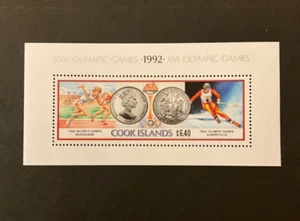 XXV OLYMPIC GAMES · 1992 · XVI OLYMPIC GAMES
1992 OLYMPIC GAMES
BARCELONA
1992 OLYMPIC GAMES
ALBERTVILLE
COOK ISLANDS $6.40